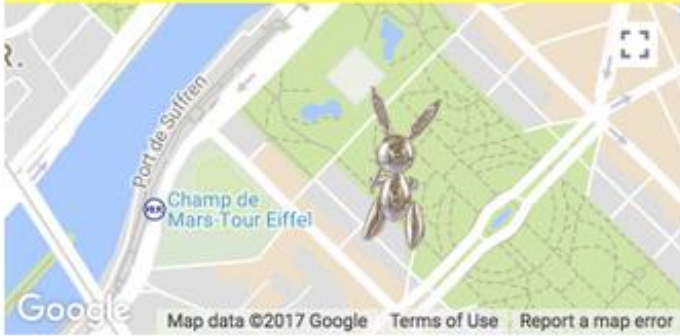 R.
Port de Suffren
Champ de
Mars-Tour Eiffel
Google
Map data ©2017 Google Terms of Use Report a map error